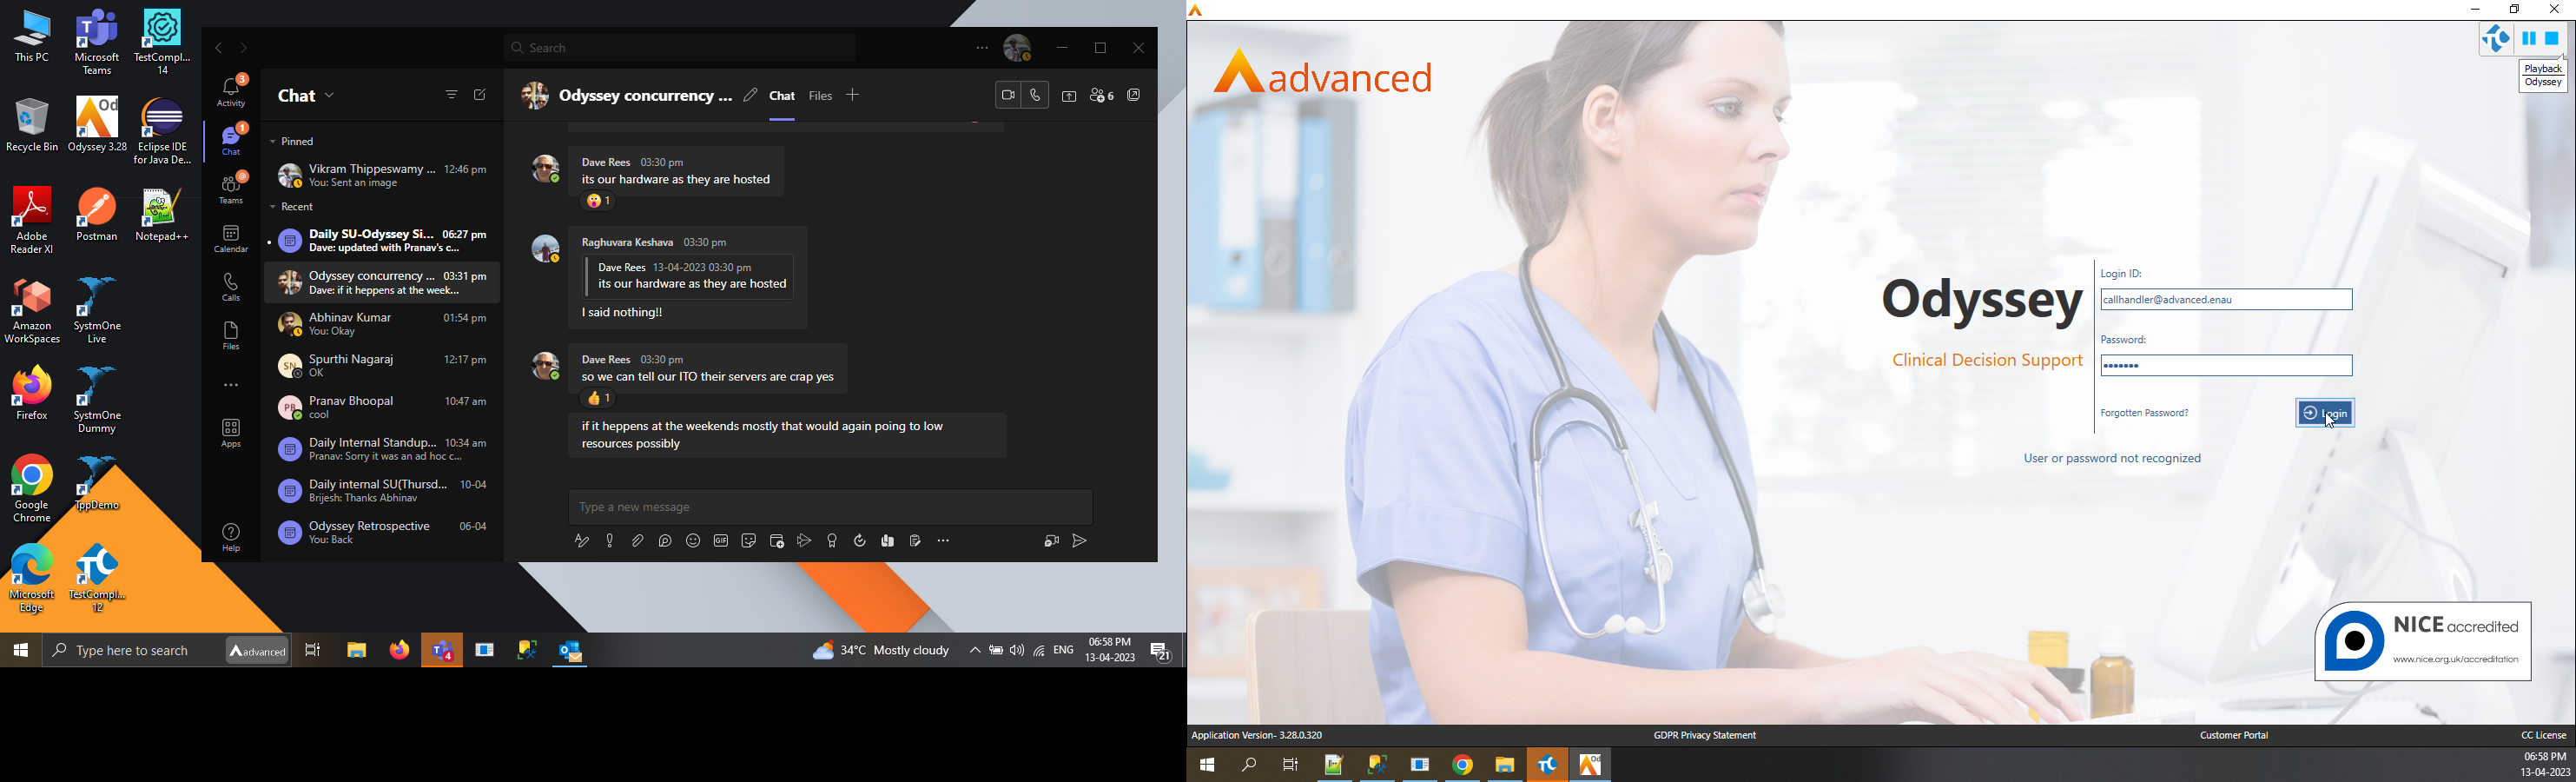 This PC
Microsoft
Teams
TestCompl...
14
Recycle Bin
Od
Odyssey 3.28
Eclipse IDE
for Java De...
Adobe
Reader XI
Postman
Notepad++
Amazon
WorkSpaces
SystmOne
Live
Firefox
SystmOne
Dummy
Google
Chrome
TppDemo
Microsoft
Edge
TestCompl...
12
Search
3
Activity
1
Chat
Teams
Calendar
Calls
Files
Apps
Help
Chat
Pinned
Vikram Thippeswamy ... 12:46 pm
You: Sent an image
Recent
Daily SU-Odyssey Si... 06:27 pm
Dave: updated with Pranav's c...
Odyssey concurrency ... 03:31 pm
Dave: if it heppens at the week...
Abhinav Kumar 01:54 pm
You: Okay
SN
Spurthi Nagaraj 12:17 pm
OK
PB
Pranav Bhoopal 10:47 am
cool
Daily Internal Standup... 10:34 am
Pranav: Sorry it was an ad hoc c...
Daily internal SU(Thursd... 10-04
Brijesh: Thanks Abhinav
Odyssey Retrospective 06-04
You: Back
Odyssey concurrency ... Chat Files 6
Dave Rees 03:30 pm
its our hardware as they are hosted
1
Raghuvara Keshava 03:30 pm
Dave Rees 13-04-2023 03:30 pm
its our hardware as they are hosted
I said nothing!!
Dave Rees 03:30 pm
so we can tell our ITO their servers are crap yes
1
if it heppens at the weekends mostly that would again poing to low
resources possibly
Type a new message
GIF
Type here to search
advanced
4
34°C Mostly cloudy
ENG
06:58 PM
13-04-2023
21
advanced
Playback
Odyssey
Odyssey
Clinical Decision Support
Login ID:
callhandler@advanced.enau
Password:
Forgotten Password?
Login
User or password not recognized
NICE accredited
www.nice.org.uk/accreditation
Application Version- 3.28.0.320
GDPR Privacy Statement
Customer Portal
CC License
Od
06:58 PM
13-04-2023